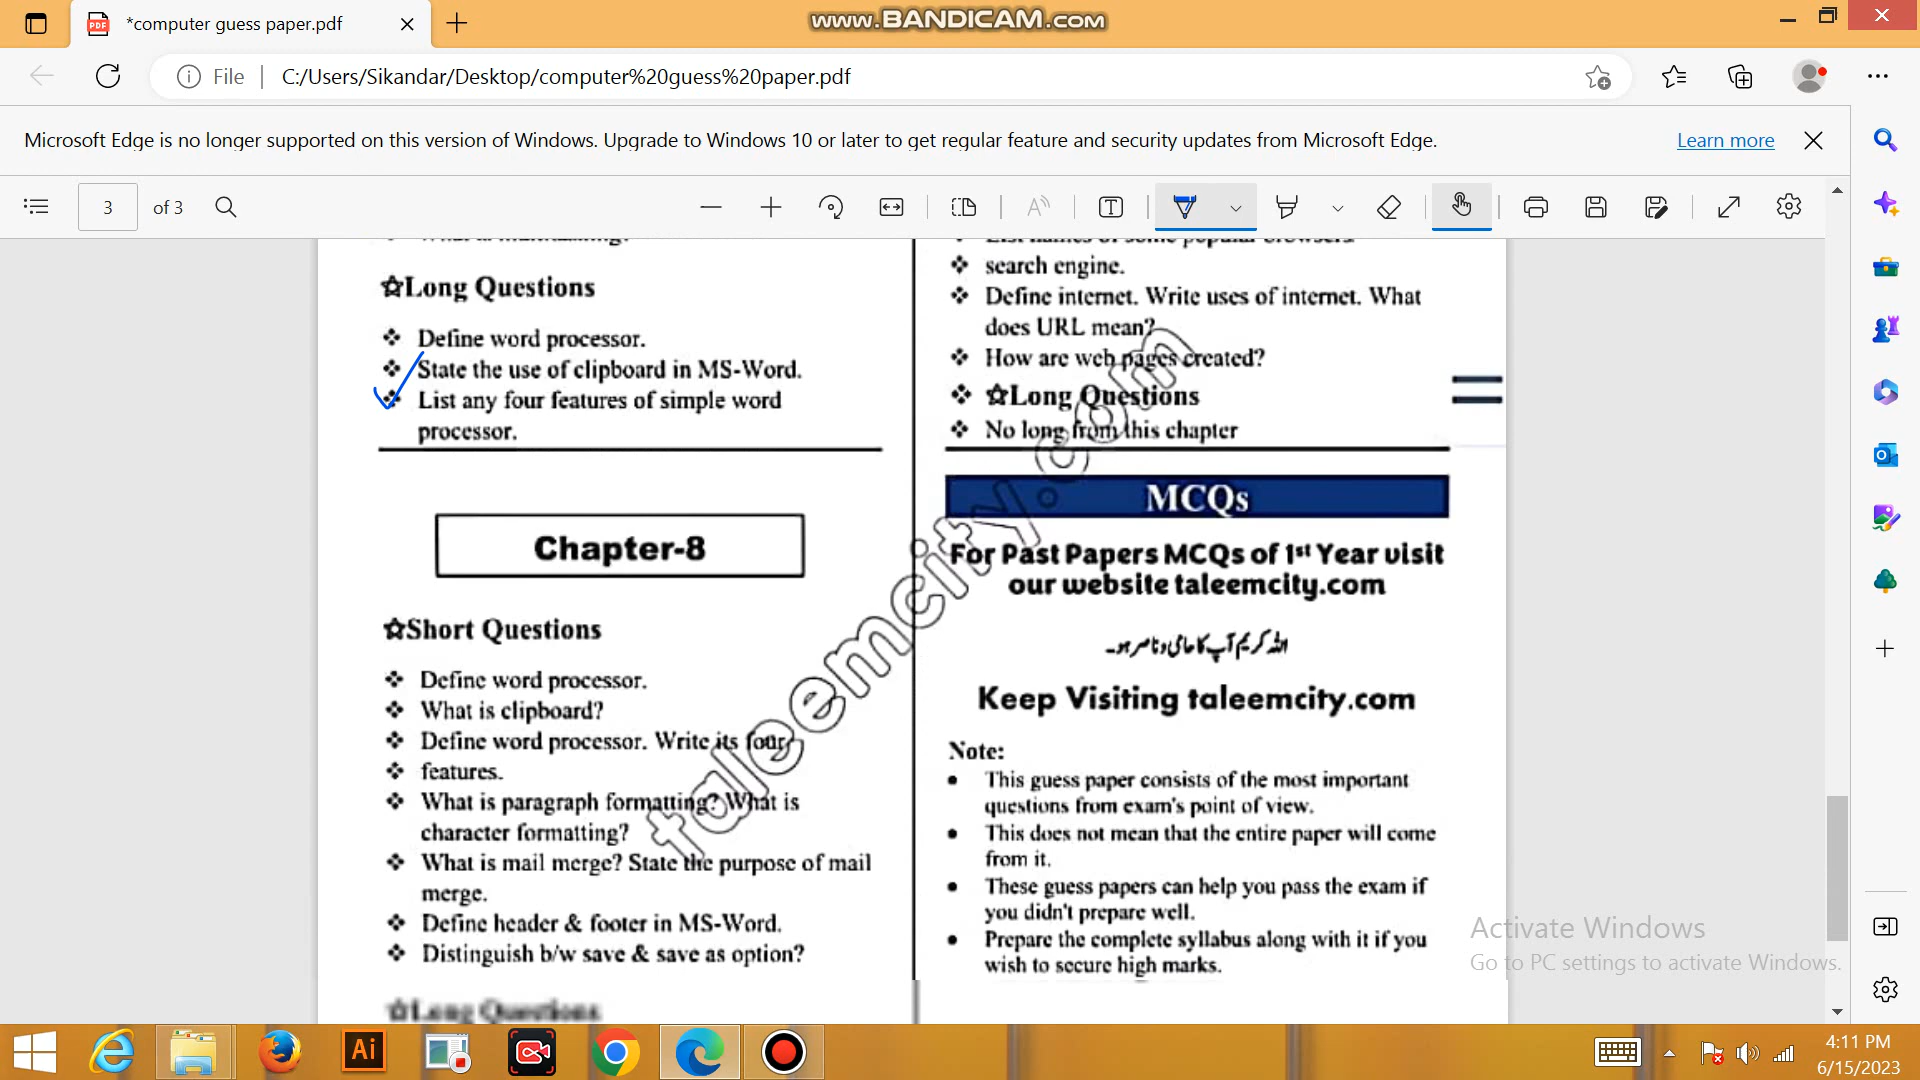 *computer guess paper.pdf
www.BANDICAM.com
File
C:/Users/Sikandar/Desktop/computer%20guess%20paper.pdf
Microsoft Edge is no longer supported on this version of Windows. Upgrade to Windows 10 or later to get regular feature and security updates from Microsoft Edge.
Learn more
3 of 3
☆Long Questions
❖ Define word processor.
❖ State the use of clipboard in MS-Word.
❖ List any four features of simple word
processor.
Chapter-8
☆Short Questions
❖ Define word processor.
❖ What is clipboard?
❖ Define word processor. Write its four
❖ features.
❖ What is paragraph formatting? What is
character formatting?
❖ What is mail merge? State the purpose of mail
merge.
❖ Define header & footer in MS-Word.
❖ Distinguish b/w save & save as option?
☆Long Questions
❖ List names of some popular browsers.
❖ search engine.
❖ Define internet. Write uses of internet. What
does URL mean?
❖ How are web pages created?
❖ ☆Long Questions
❖ No long from this chapter
MCQs
For Past Papers MCQs of 1st Year visit
our website taleemcity.com
اللہ کریم آپ کا حامی و ناصر ہو۔
Keep Visiting taleemcity.com
Note:
• This guess paper consists of the most important
questions from exam's point of view.
• This does not mean that the entire paper will come
from it.
• These guess papers can help you pass the exam if
you didn't prepare well.
• Prepare the complete syllabus along with it if you
wish to secure high marks.
taleemcity.com
Activate Windows
Go to PC settings to activate Windows.
Ai
4:11 PM
6/15/2023